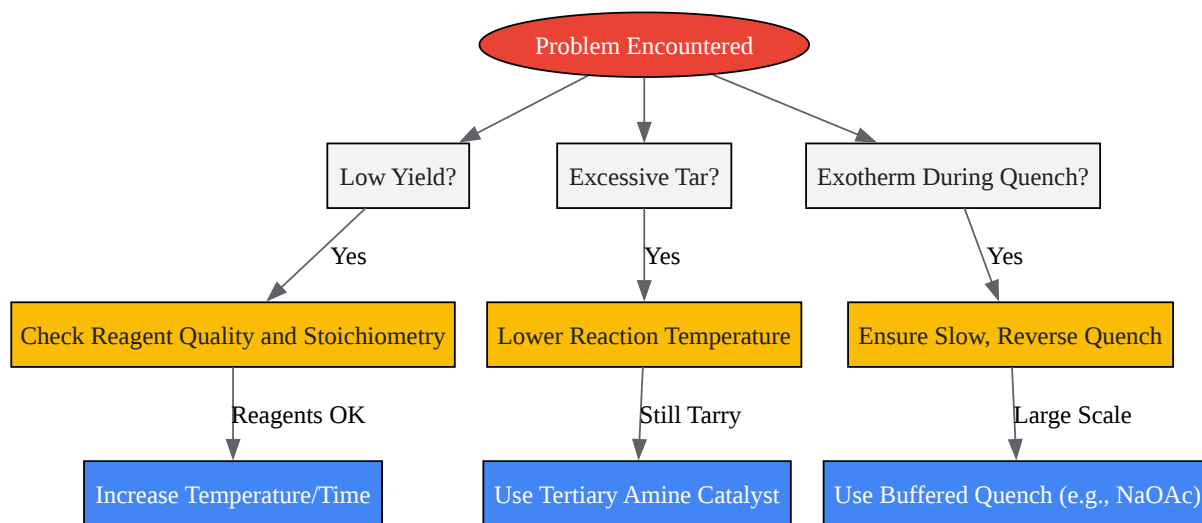 Problem Encountered
Low Yield?
Excessive Tar?
Exotherm During Quench?
Yes
Yes
Yes
Check Reagent Quality and Stoichiometry
Lower Reaction Temperature
Ensure Slow, Reverse Quench
Reagents OK
Still Tarry
Large Scale
Increase Temperature/Time
Use Tertiary Amine Catalyst
Use Buffered Quench (e.g., NaOAc)